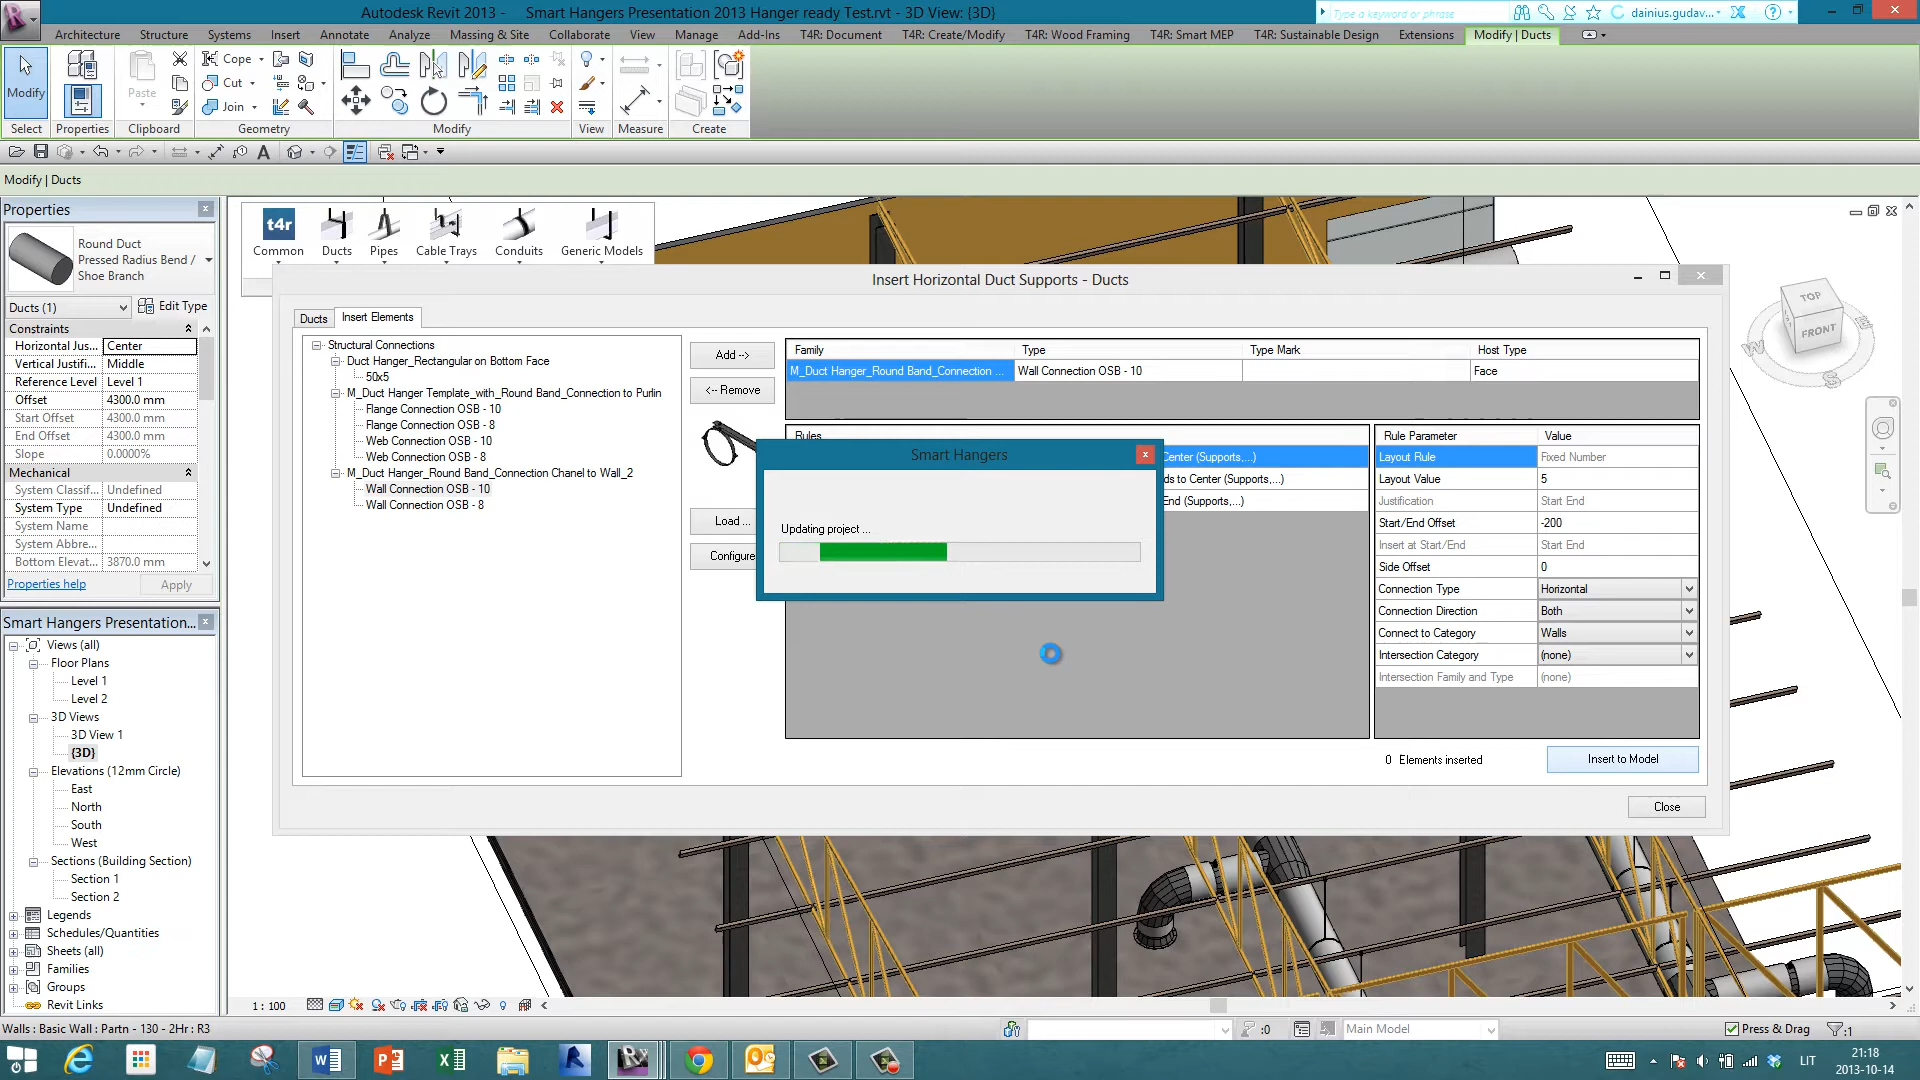 Autodesk Revit 2013 - Smart Hangers Presentation 2013 Hanger ready Test.rvt - 3D View: {3D}
Type a keyword or phrase
dainius.gudav...
Architecture Structure Systems Insert Annotate Analyze Massing & Site Collaborate View Manage Add-Ins T4R: Document T4R: Create/Modify T4R: Wood Framing T4R: Smart MEP T4R: Sustainable Design Extensions Modify | Ducts
Cope
Cut
Join
Modify
Paste
Select Properties Clipboard Geometry Modify View Measure Create
Modify | Ducts
Properties
Round Duct
Pressed Radius Bend /
Shoe Branch
Ducts (1)
Edit Type
Constraints
Horizontal Jus... Center
Vertical Justifi... Middle
Reference Level Level 1
Offset 4300.0 mm
Start Offset 4300.0 mm
End Offset 4300.0 mm
Slope 0.0000%
Mechanical
System Classif... Undefined
System Type Undefined
System Name
System Abbre...
Bottom Elevat... 3870.0 mm
Properties help
Apply
Smart Hangers Presentation...
Views (all)
Floor Plans
Level 1
Level 2
3D Views
3D View 1
{3D}
Elevations (12mm Circle)
East
North
South
West
Sections (Building Section)
Section 1
Section 2
Legends
Schedules/Quantities
Sheets (all)
Families
Groups
Revit Links
t4r
Common Ducts Pipes Cable Trays Conduits Generic Models
Insert Horizontal Duct Supports - Ducts
Ducts Insert Elements
Structural Connections
Duct Hanger_Rectangular on Bottom Face
50x5
M_Duct Hanger Template_with_Round Band_Connection to Purlin
Flange Connection OSB - 10
Flange Connection OSB - 8
Web Connection OSB - 10
Web Connection OSB - 8
M_Duct Hanger_Round Band_Connection Chanel to Wall_2
Wall Connection OSB - 10
Wall Connection OSB - 8
Add -->
<-- Remove
Load ...
Configure
Family Type Type Mark Host Type
M_Duct Hanger_Round Band_Connection ... Wall Connection OSB - 10 Face
Rules
Center (Supports,...)
ds to Center (Supports,...)
End (Supports,...)
Smart Hangers
Updating project ...
Rule Parameter Value
Layout Rule Fixed Number
Layout Value 5
Justification Start End
Start/End Offset -200
Insert at Start/End Start End
Side Offset 0
Connection Type Horizontal
Connection Direction Both
Connect to Category Walls
Intersection Category (none)
Intersection Family and Type (none)
0 Elements inserted
Insert to Model
Close
TOP
FRONT
W
S
E
1 : 100
Walls : Basic Wall : Partn - 130 - 2Hr : R3
:0
Main Model
Press & Drag
:1
LIT
21:18
2013-10-14